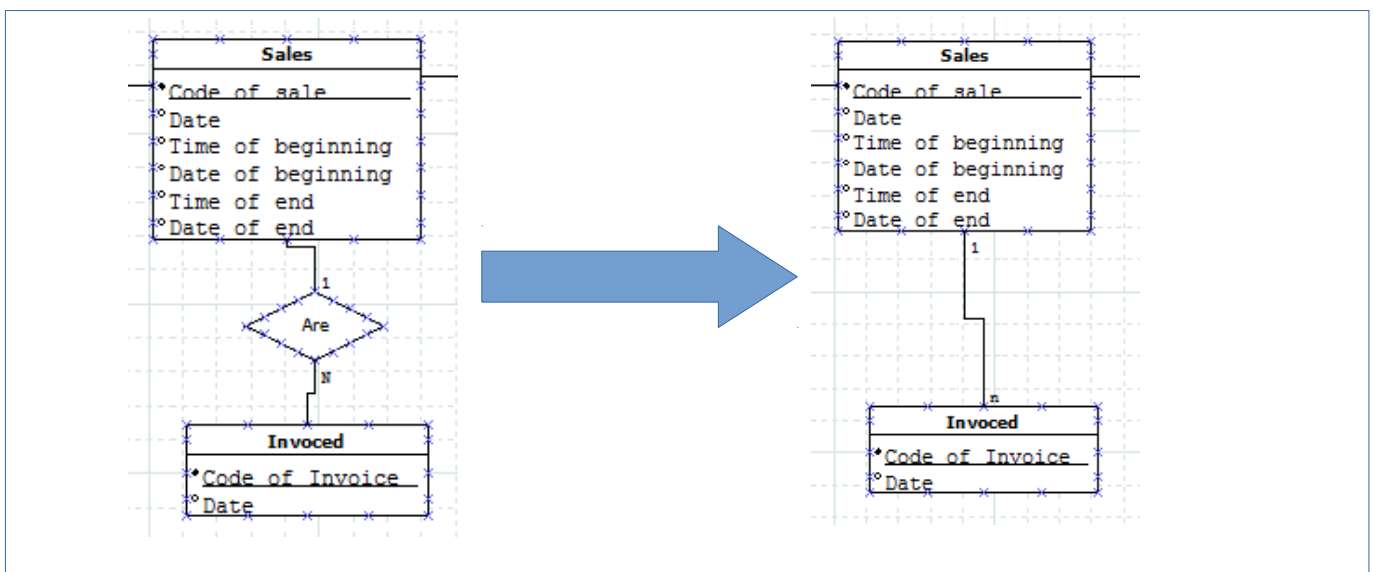 Sales
Code of sale
Date
Time of beginning
Date of beginning
Time of end
Date of end
1
Are
N
Invoced
Code of Invoice
Date
Sales
Code of sale
Date
Time of beginning
Date of beginning
Time of end
Date of end
1
n
Invoced
Code of Invoice
Date